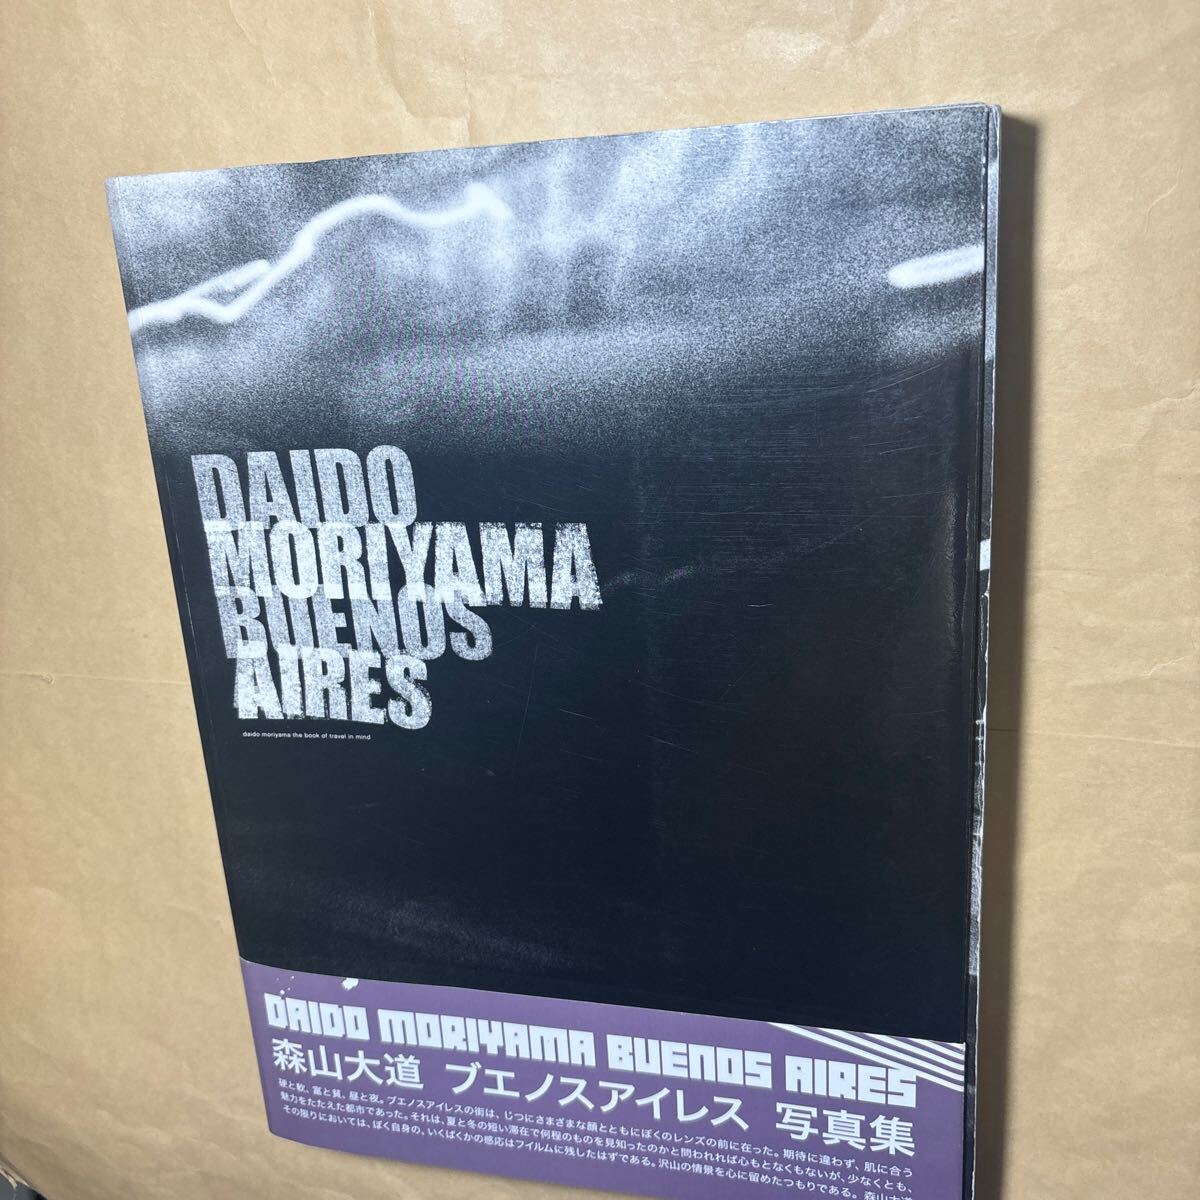 DAIDO
MORIYAMA
BUENOS
AIRES
daido moriyama the book of travel in mind
DAIDO MORIYAMA BUENOS AIRES
森山大道 ブエノスアイレス 写真集
硬と軟、富と貧、昼と夜。ブエノスアイレスの街は、じつにさまざまな顔とともにぼくのレンズの前に在った。期待に違わず、肌に合う
魅力をたたえた都市であった。それは、夏と冬の短い滞在で何程のものを見知ったのかと問われれば心もとなくもないが、少なくとも、
その限りにおいては、ぼく自身の、いくばくかの感応はフイルムに残したはずである。沢山の情景を心に留めたつもりである。 森山大道